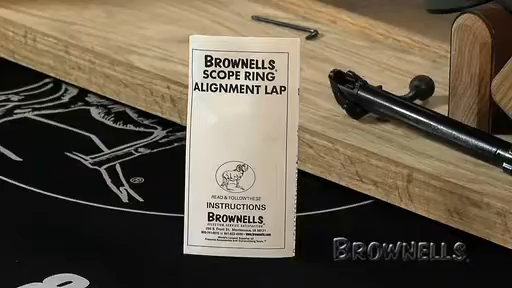 BROWNELLS®
SCOPE RING
ALIGNMENT LAP
READ & FOLLOW THESE
INSTRUCTIONS
BROWNELLS®
BROWNELLS®